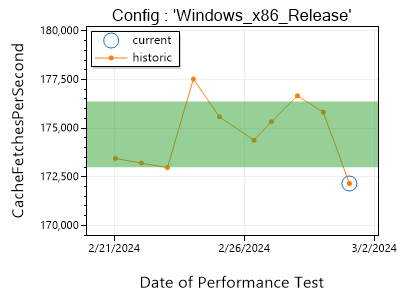 Config : 'Windows_x86_Release'
180,000
177,500
175,000
172,500
170,000
CacheFetchesPerSecond
current
historic
2/21/2024
2/26/2024
3/2/2024
Date of Performance Test